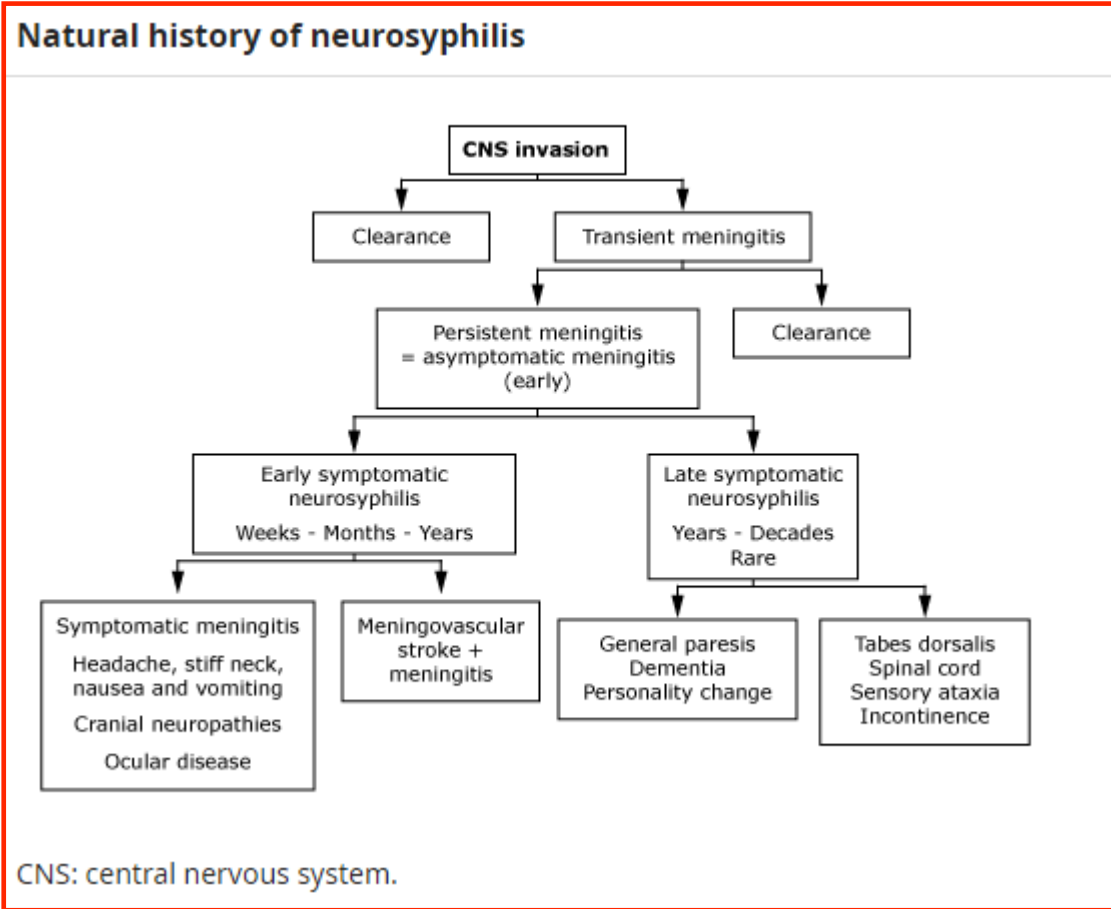 Natural history of neurosyphilis
CNS invasion
Clearance
Transient meningitis
Persistent meningitis
= asymptomatic meningitis
(early)
Clearance
Early symptomatic
neurosyphilis
Weeks - Months - Years
Late symptomatic
neurosyphilis
Years - Decades
Rare
Symptomatic meningitis
Headache, stiff neck,
nausea and vomiting
Cranial neuropathies
Ocular disease
Meningovascular
stroke +
meningitis
General paresis
Dementia
Personality change
Tabes dorsalis
Spinal cord
Sensory ataxia
Incontinence
CNS: central nervous system.